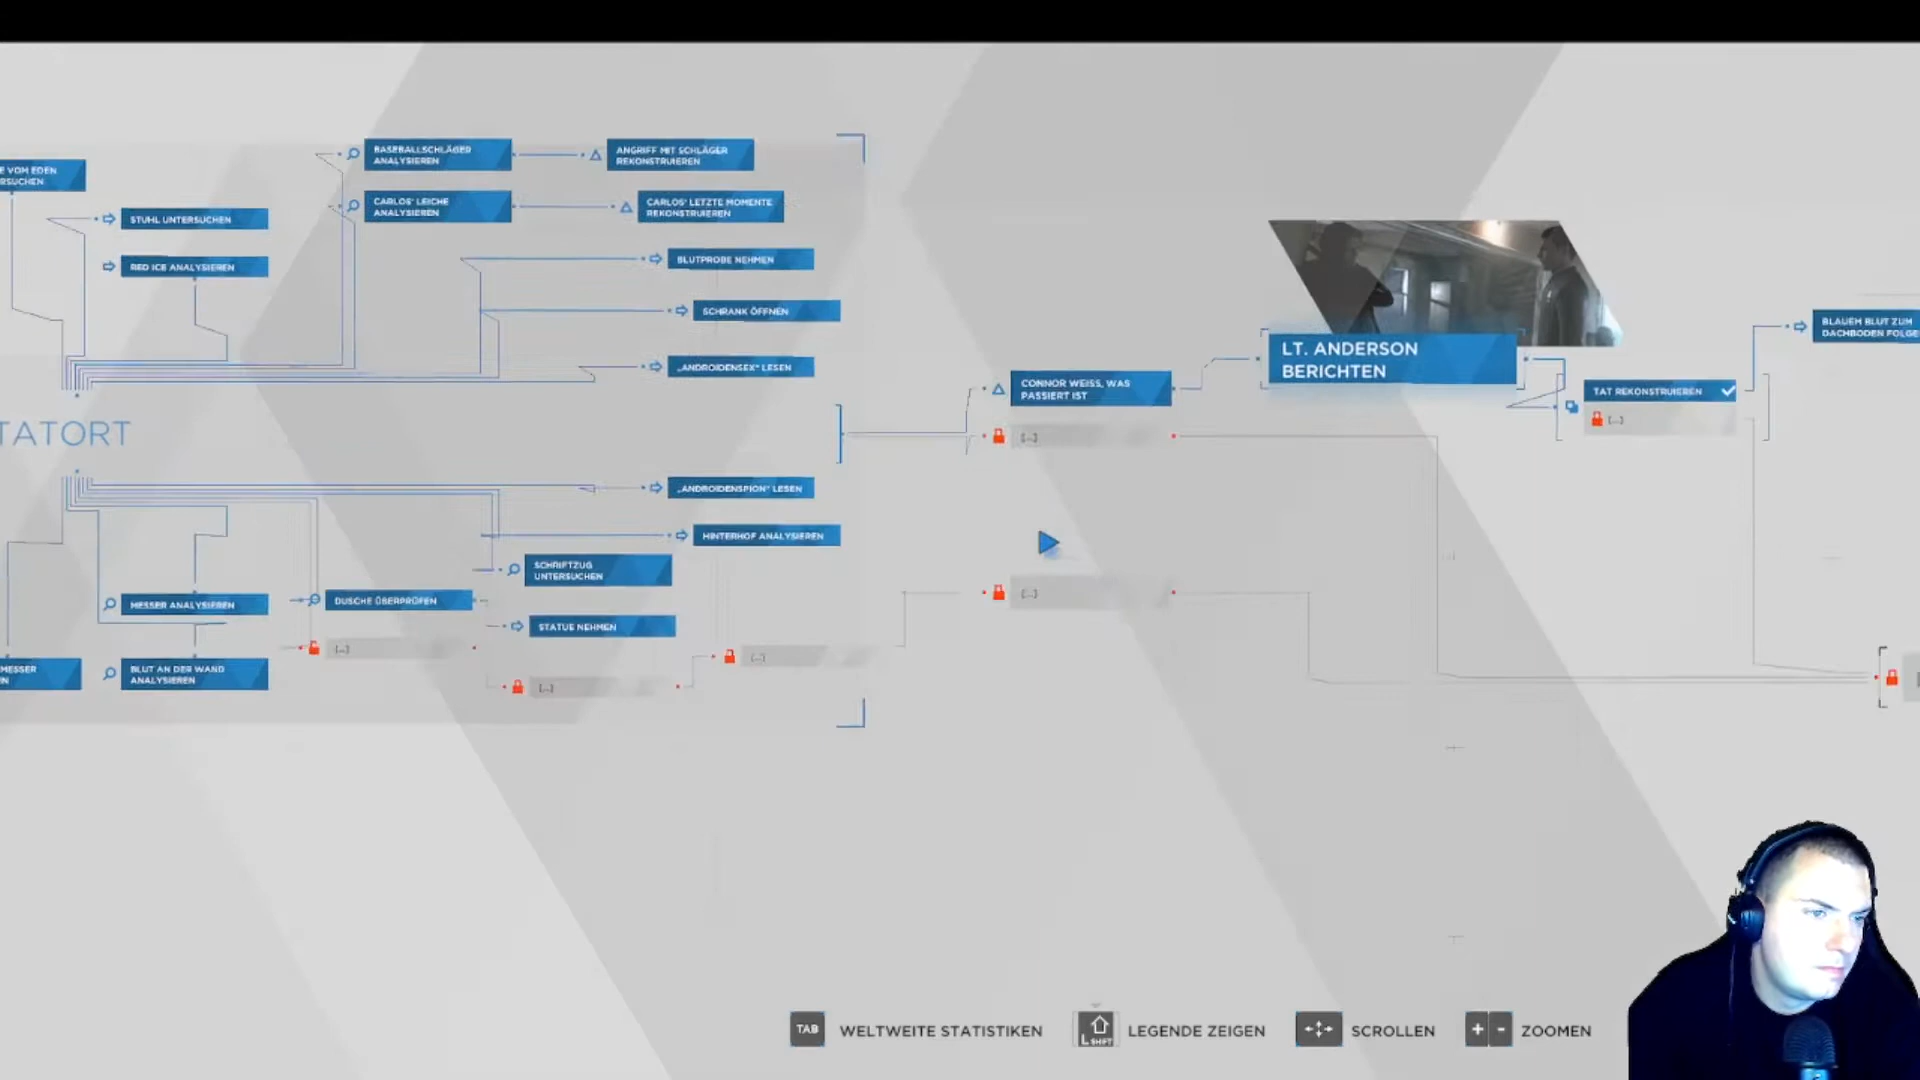 E VOM EDEN
RSUCHEN
STUHL UNTERSUCHEN
RED ICE ANALYSIEREN
BASEBALLSCHLÄGER
ANALYSIEREN
ANGRIFF MIT SCHLÄGER
REKONSTRUIEREN
CARLOS' LEICHE
ANALYSIEREN
CARLOS' LETZTE MOMENTE
REKONSTRUIEREN
BLUTPROBE NEHMEN
SCHRANK ÖFFNEN
„ANDROIDENSEX“ LESEN
TATORT
CONNOR WEISS, WAS
PASSIERT IST
[...]
LT. ANDERSON
BERICHTEN
TAT REKONSTRUIEREN
[...]
BLAUEM BLUT ZUM
DACHBODEN FOLGE
„ANDROIDENSPION“ LESEN
HINTERHOF ANALYSIEREN
SCHRIFTZUG
UNTERSUCHEN
MESSER ANALYSIEREN
DUSCHE ÜBERPRÜFEN
STATUE NEHMEN
[...]
[...]
[...]
[...]
MESSER
EN
BLUT AN DER WAND
ANALYSIEREN
TAB WELTWEITE STATISTIKEN
L SHIFT LEGENDE ZEIGEN
SCROLLEN
+ - ZOOMEN